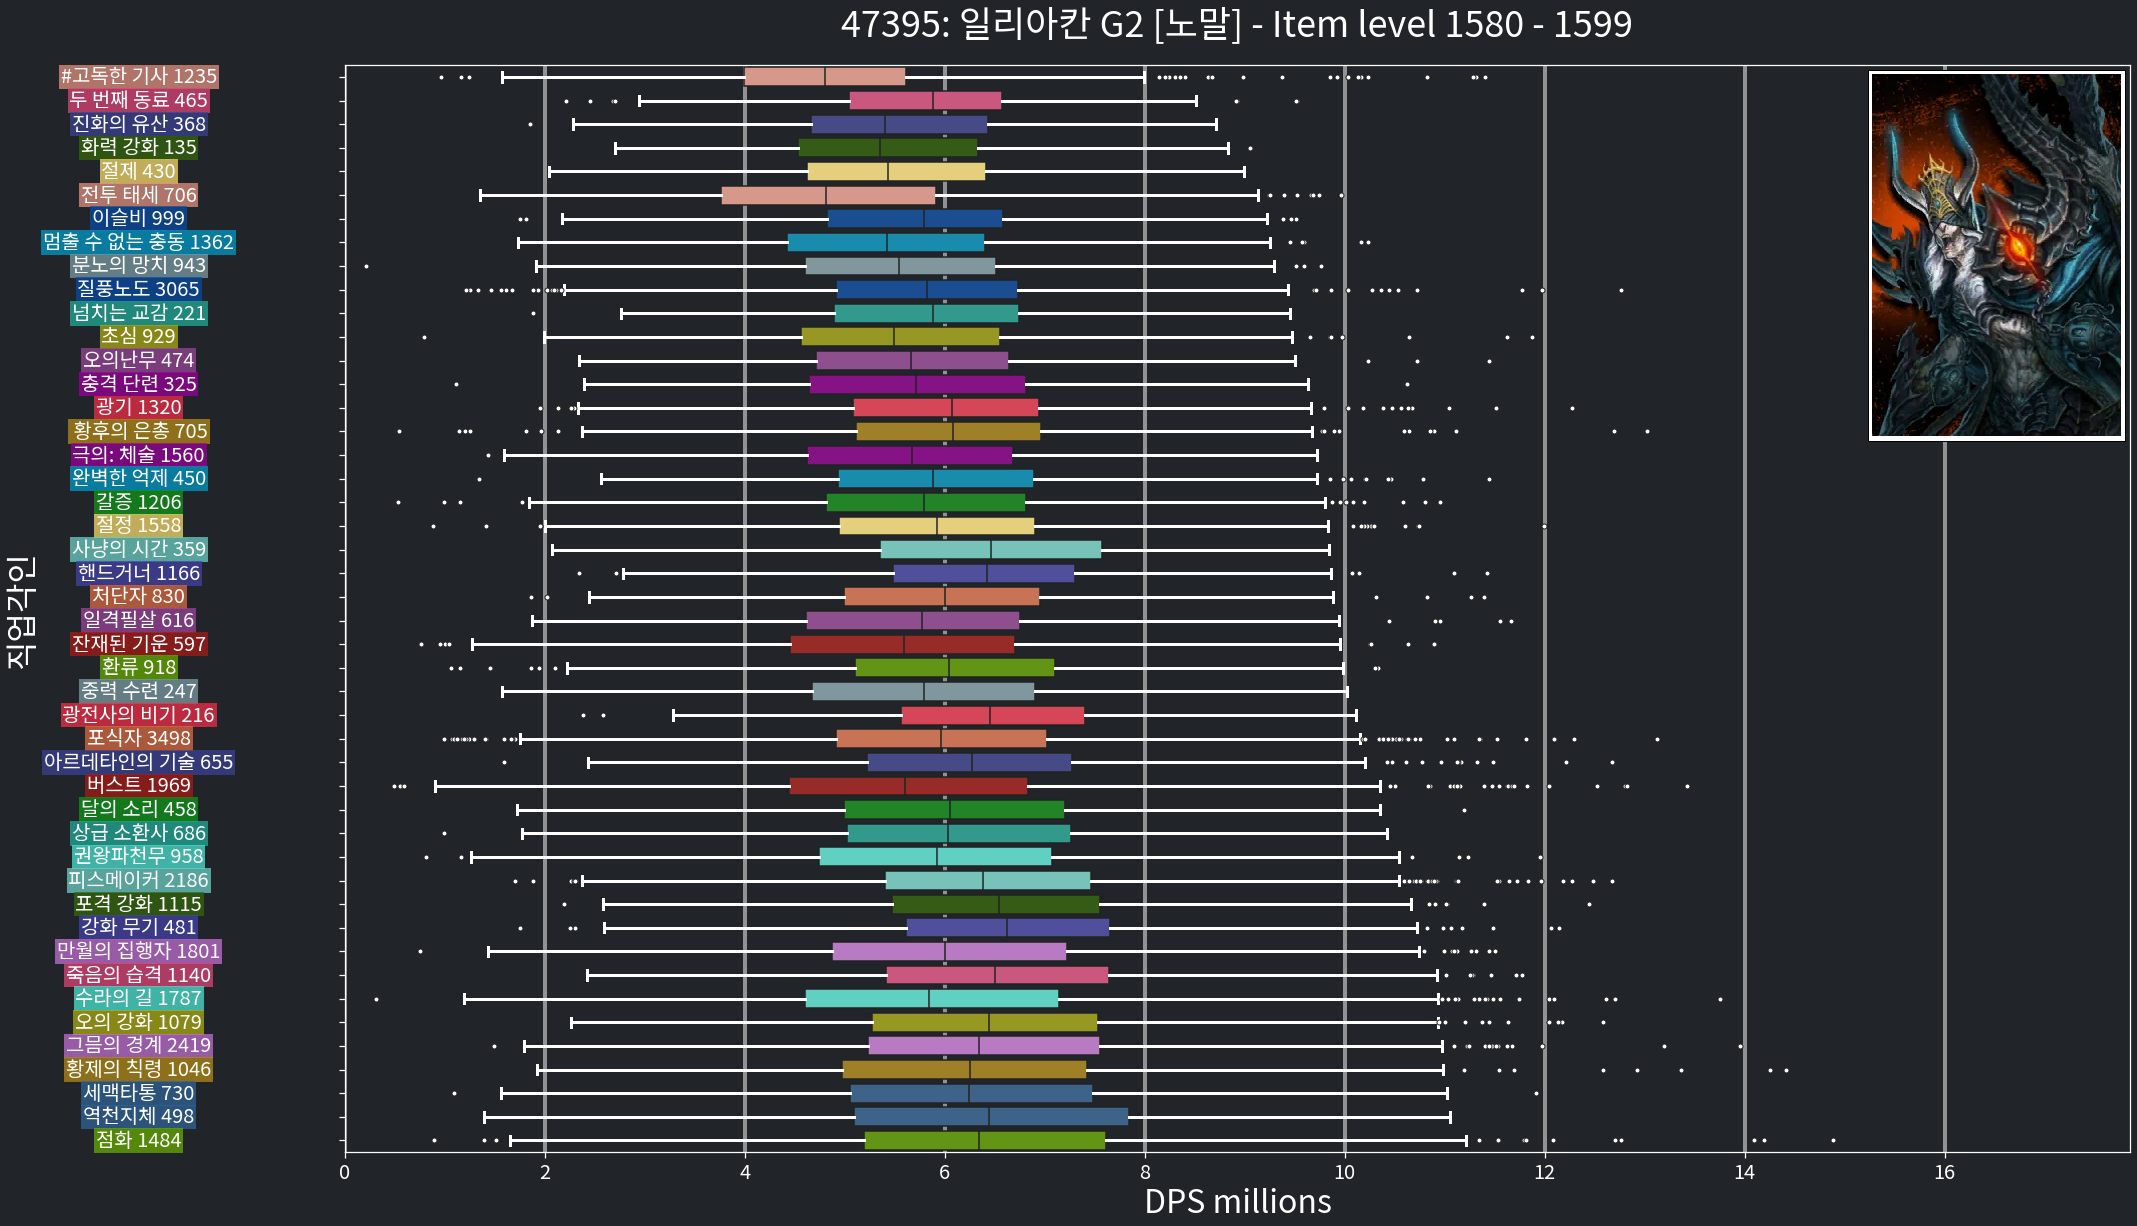 47395: 일리아칸 G2 [노말] - Item level 1580 - 1599
#고독한 기사 1235
두 번째 동료 465
진화의 유산 368
화력 강화 135
절제 430
전투 태세 706
이슬비 999
멈출 수 없는 충동 1362
분노의 망치 943
질풍노도 3065
넘치는 교감 221
초심 929
오의난무 474
충격 단련 325
광기 1320
황후의 은총 705
극의: 체술 1560
완벽한 억제 450
갈증 1206
절정 1558
사냥의 시간 359
핸드거너 1166
처단자 830
일격필살 616
잔재된 기운 597
환류 918
중력 수련 247
광전사의 비기 216
포식자 3498
아르데타인의 기술 655
버스트 1969
달의 소리 458
상급 소환사 686
권왕파천무 958
피스메이커 2186
포격 강화 1115
강화 무기 481
만월의 집행자 1801
죽음의 습격 1140
수라의 길 1787
오의 강화 1079
그믐의 경계 2419
황제의 칙령 1046
세맥타통 730
역천지체 498
점화 1484
직업각인
0 2 4 6 8 10 12 14 16
DPS millions